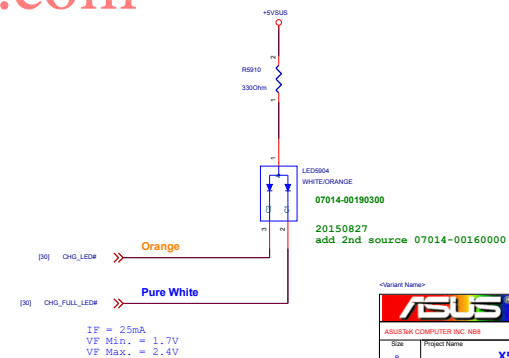 .com
+5VSUS
2
R5910
330Ohm
1
1
LED5904
WHITE/ORANGE
07014-00190300
3
2
20150827
add 2nd source 07014-00160000
Orange
[30] CHG_LED#
Pure White
[30] CHG_FULL_LED#
IF = 25mA
VF Min. = 1.7V
VF Max. = 2.4V
<Variant Name>
ASUS
ASUSTeK COMPUTER INC. NB8
Size
Project Name